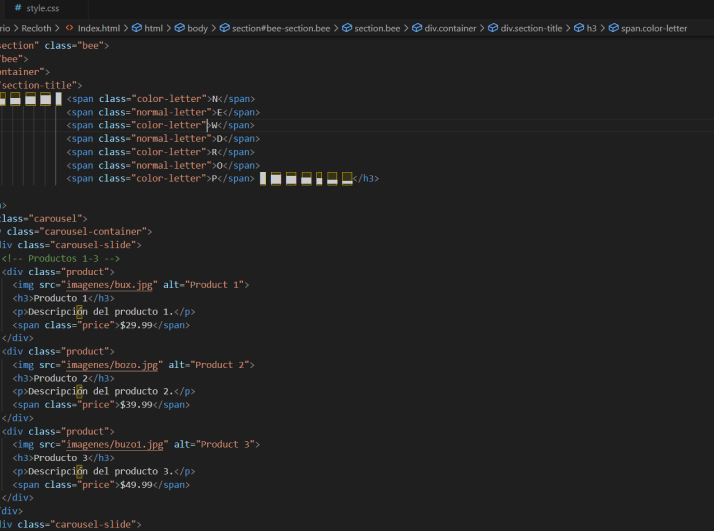 # style.css
rio > Recloth > <> Index.html > html > body > section#bee-section.bee > section.bee > div.container > div.section-title > h3 > span.color-letter
section" class="bee">
"bee">
ontainer">
"section-title">
<span class="color-letter">N</span>
<span class="normal-letter">E</span>
<span class="color-letter">W</span>
<span class="normal-letter">D</span>
<span class="color-letter">R</span>
<span class="normal-letter">O</span>
<span class="color-letter">P</span> </h3>
>
class="carousel">
class="carousel-container">
div class="carousel-slide">
<!-- Productos 1-3 -->
<div class="product">
<img src="imagenes/bux.jpg" alt="Product 1">
<h3>Producto 1</h3>
<p>Descripción del producto 1.</p>
<span class="price">$29.99</span>
</div>
<div class="product">
<img src="imagenes/bozo.jpg" alt="Product 2">
<h3>Producto 2</h3>
<p>Descripción del producto 2.</p>
<span class="price">$39.99</span>
</div>
<div class="product">
<img src="imagenes/buzo1.jpg" alt="Product 3">
<h3>Producto 3</h3>
<p>Descripción del producto 3.</p>
<span class="price">$49.99</span>
</div>
/div>
div class="carousel-slide">